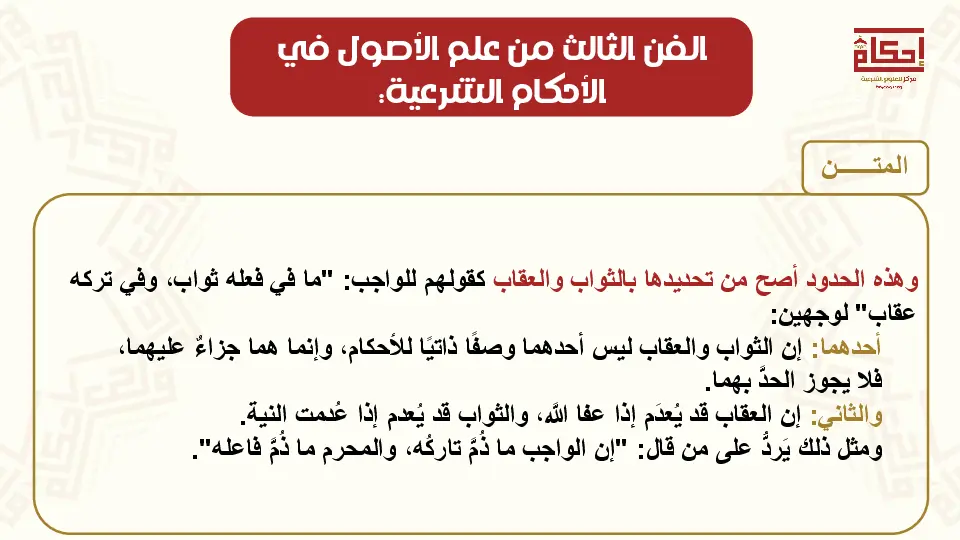 الفن الثالث من علم الأصول في
الأحكام الشرعية:
إحكام
مركز للعلوم الشرعية
المتـــــــن
وهذه الحدود أصح من تحديدها بالثواب والعقاب كقولهم للواجب: "ما في فعله ثواب، وفي تركه
عقاب" لوجهين:
أحدهما: إن الثواب والعقاب ليس أحدهما وصفًا ذاتيًا للأحكام، وإنما هما جزاءٌ عليهما،
فلا يجوز الحدَّ بهما.
والثاني: إن العقاب قد يُعدَم إذا عفا الله، والثواب قد يُعدم إذا عُدمت النية.
ومثل ذلك يَردُّ على من قال: "إن الواجب ما ذُمَّ تاركُه، والمحرم ما ذُمَّ فاعله".